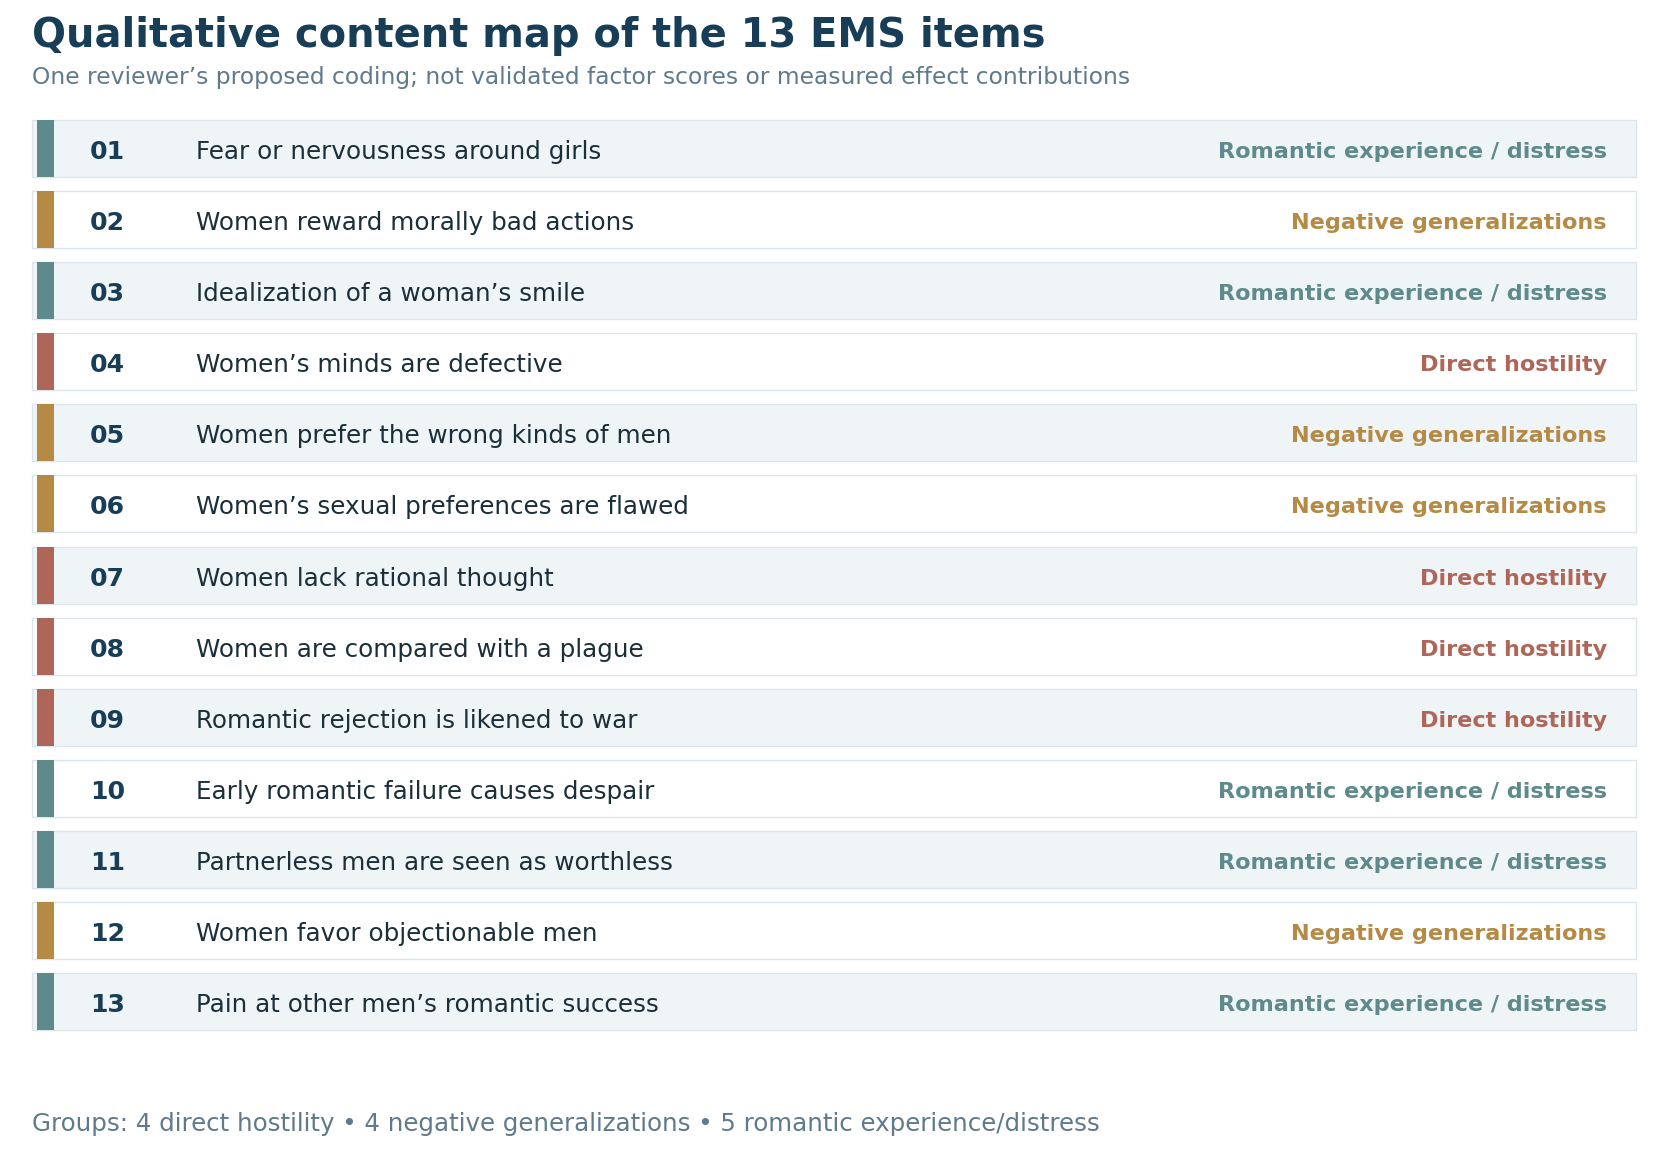 Qualitative content map of the 13 EMS items
One reviewer’s proposed coding; not validated factor scores or measured effect contributions
01 Fear or nervousness around girls Romantic experience / distress
02 Women reward morally bad actions Negative generalizations
03 Idealization of a woman’s smile Romantic experience / distress
04 Women’s minds are defective Direct hostility
05 Women prefer the wrong kinds of men Negative generalizations
06 Women’s sexual preferences are flawed Negative generalizations
07 Women lack rational thought Direct hostility
08 Women are compared with a plague Direct hostility
09 Romantic rejection is likened to war Direct hostility
10 Early romantic failure causes despair Romantic experience / distress
11 Partnerless men are seen as worthless Romantic experience / distress
12 Women favor objectionable men Negative generalizations
13 Pain at other men’s romantic success Romantic experience / distress
Groups: 4 direct hostility • 4 negative generalizations • 5 romantic experience/distress